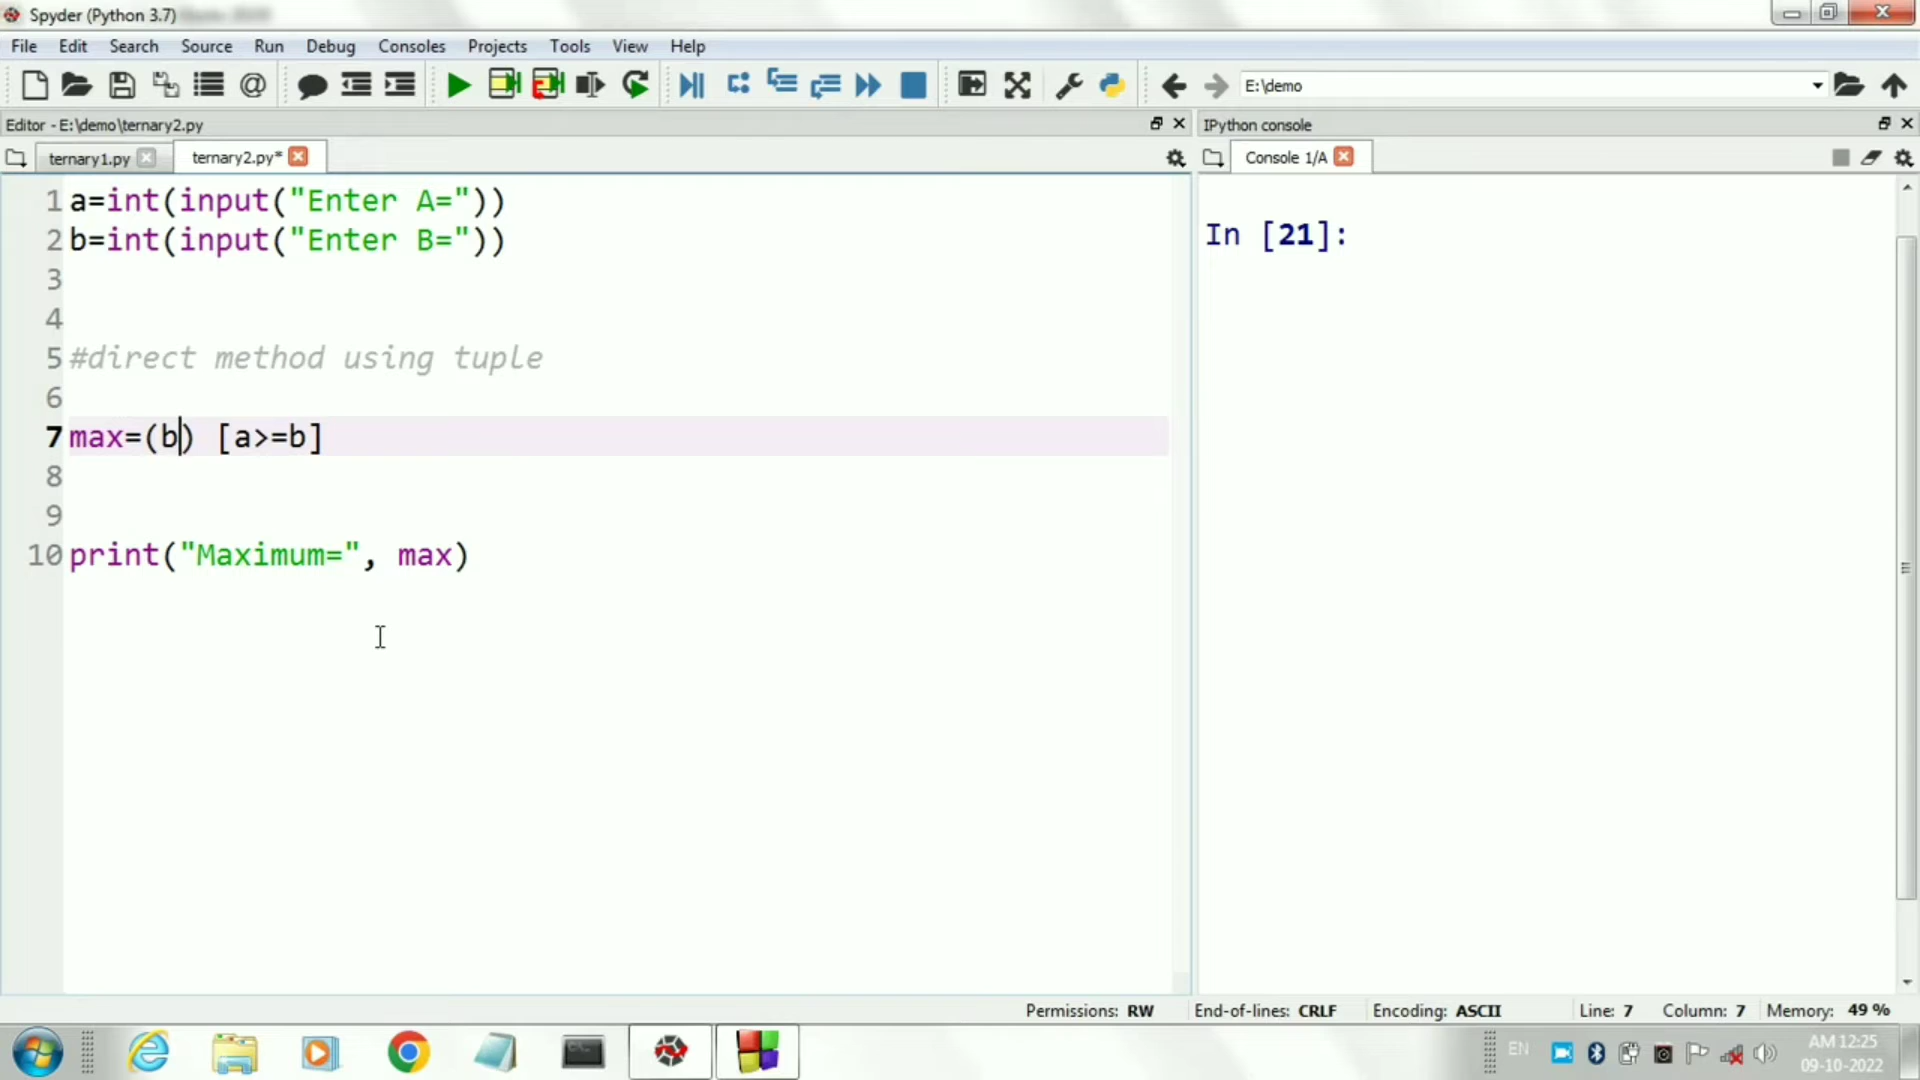 Spyder (Python 3.7)
File Edit Search Source Run Debug Consoles Projects Tools View Help
E:\demo
Editor - E:\demo\ternary2.py
IPython console
ternary1.py
ternary2.py*
Console 1/A
1 a=int(input("Enter A="))
2 b=int(input("Enter B="))
3
4
5 #direct method using tuple
6
7 max=(b) [a>=b]
8
9
10 print("Maximum=", max)
In [21]:
Permissions: RW End-of-lines: CRLF Encoding: ASCII Line: 7 Column: 7 Memory: 49 %
EN
AM 12:25
09-10-2022